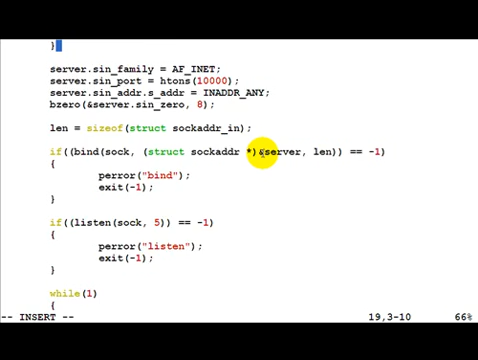 }
server.sin_family = AF_INET;
server.sin_port = htons(10000);
server.sin_addr.s_addr = INADDR_ANY;
bzero(&server.sin_zero, 8);
len = sizeof(struct sockaddr_in);
if((bind(sock, (struct sockaddr *)&server, len)) == -1)
{
perror("bind");
exit(-1);
}
if((listen(sock, 5)) == -1)
{
perror("listen");
exit(-1);
}
while(1)
{
-- INSERT -- 19,3-10 66%